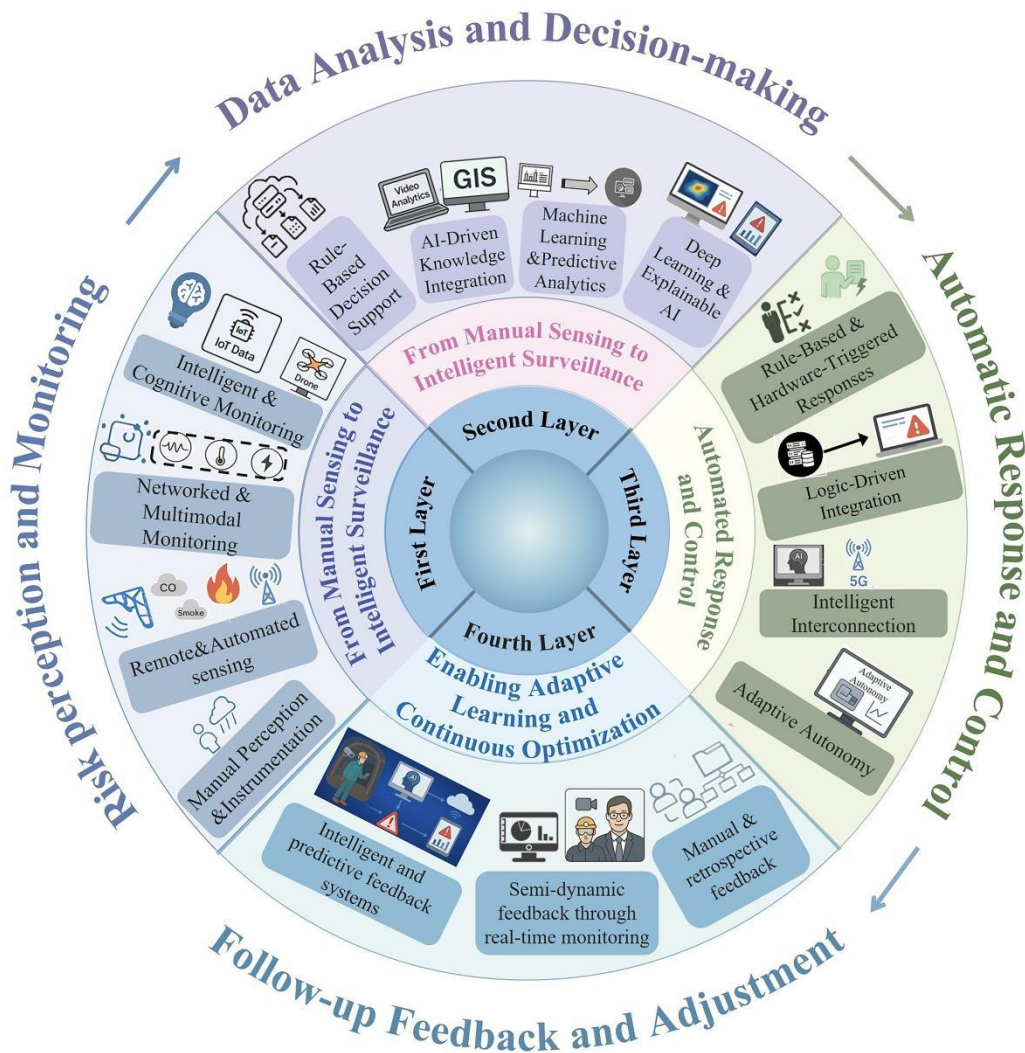 Data Analysis and Decision-making
Video
Analytics
GIS
Rule-
Based
Decision
Support
AI-Driven
Knowledge
Integration
Machine
Learning
&Predictive
Analytics
Deep
Learning &
Explainable
AI
From Manual Sensing to
Intelligent Surveillance
Second Layer
Automatic Response and Control
Rule-Based &
Hardware-Triggered
Responses
Logic-Driven
Integration
AI
5G
Intelligent
Interconnection
Adaptive
Autonomy
Adaptive Autonomy
Automated Response
and Control
Third Layer
Follow-up Feedback and Adjustment
Manual &
retrospective
feedback
Semi-dynamic
feedback through
real-time monitoring
AI
Intelligent and
predictive feedback
systems
Enabling Adaptive
Learning and
Continuous Optimization
Fourth Layer
Risk perception and Monitoring
IoT
IoT Data
Drone
Intelligent &
Cognitive Monitoring
Networked &
Multimodal
Monitoring
CO
Smoke
Remote&Automated
sensing
Manual Perception
&Instrumentation
From Manual Sensing to
Intelligent Surveillance
First Layer